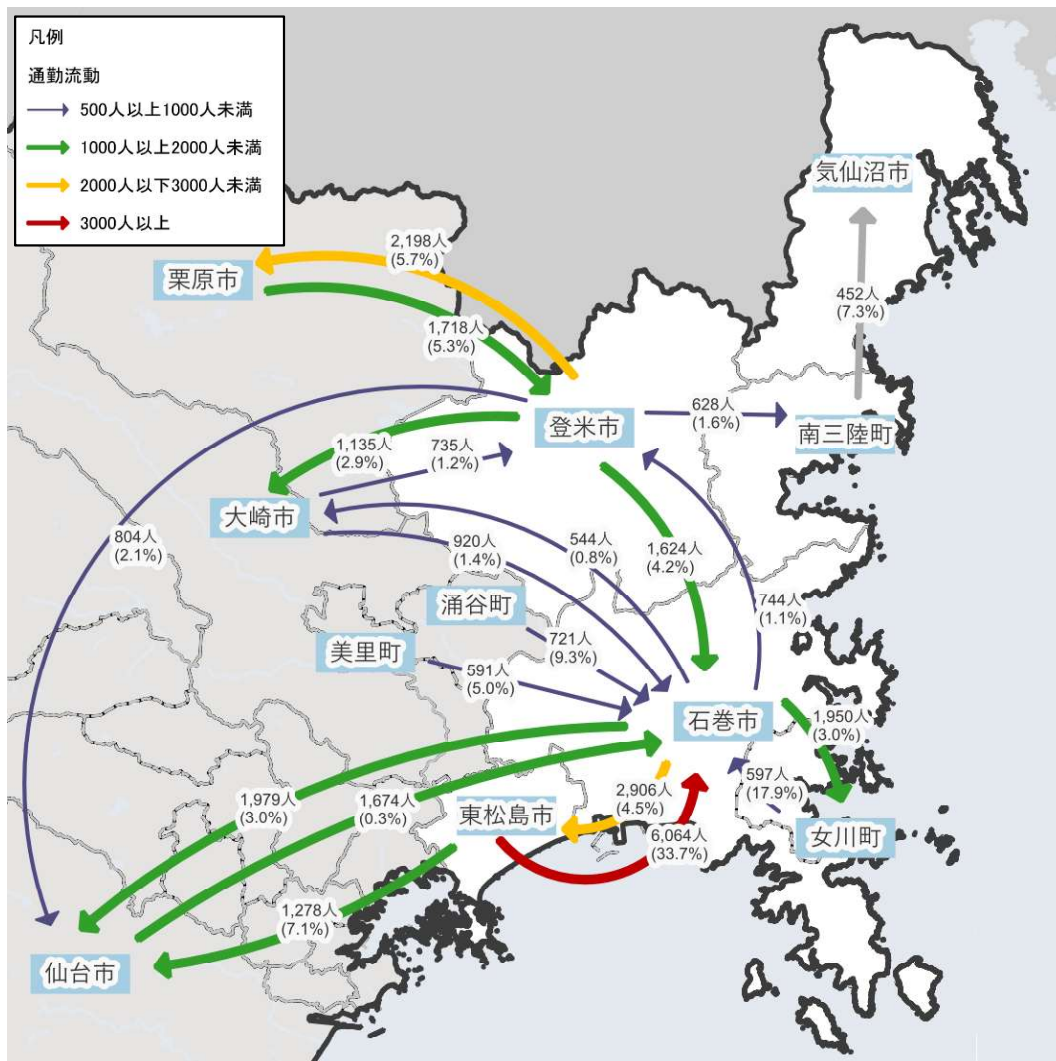 凡例
通勤流動
500人以上1000人未満
1000人以上2000人未満
2000人以下3000人未満
3000人以上
気仙沼市
2,198人
(5.7%)
栗原市
452人
(7.3%)
1,718人
(5.3%)
628人
(1.6%)
登米市
南三陸町
1,135人
(2.9%)
735人
(1.2%)
大崎市
804人
(2.1%)
920人
(1.4%)
544人
(0.8%)
1,624人
(4.2%)
涌谷町
744人
(1.1%)
美里町
721人
(9.3%)
591人
(5.0%)
石巻市
1,950人
(3.0%)
1,979人
(3.0%)
1,674人
(0.3%)
2,906人
(4.5%)
597人
(17.9%)
東松島市
6,064人
(33.7%)
女川町
1,278人
(7.1%)
仙台市